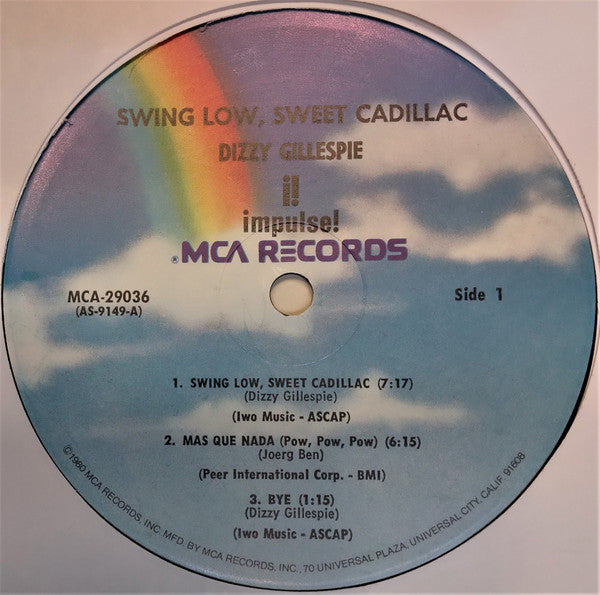 SWING LOW, SWEET CADILLAC
DIZZY GILLESPIE
i!
impulse!
®MCA RECORDS
MCA-29036
(AS-9149-A)
Side 1
1. SWING LOW, SWEET CADILLAC (7:17)
(Dizzy Gillespie)
(Iwo Music - ASCAP)
2. MAS QUE NADA (Pow, Pow, Pow) (6:15)
(Joerg Ben)
(Peer International Corp. - BMI)
3. BYE (1:15)
(Dizzy Gillespie)
(Iwo Music - ASCAP)
©1980 MCA RECORDS, INC. MFD. BY MCA RECORDS, INC., 70 UNIVERSAL PLAZA, UNIVERSAL CITY, CALIF. 91608